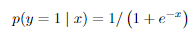 p(y = 1 | x) = 1/ (1 + e⁻ˣ)